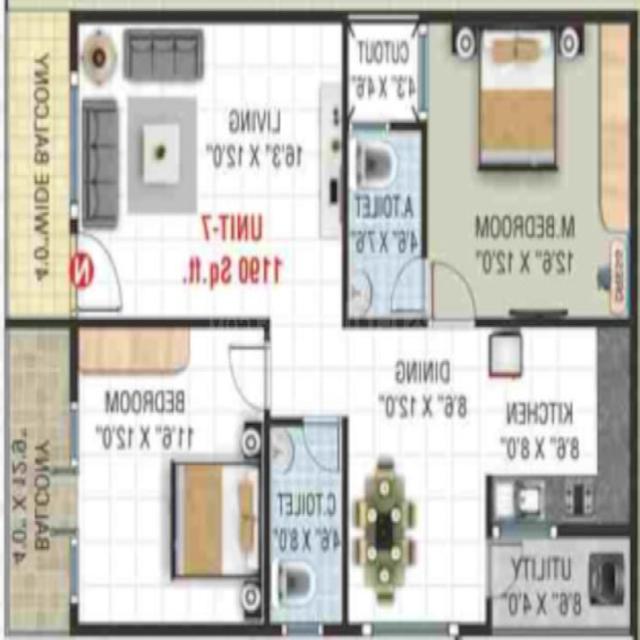 4.0" WIDE BALCONY
LIVING
16'3" X 12'0"
UNIT-7
1190 Sq.ft.
N
CUTOUT
4'3" X 4'6"
A.TOILET
4'6" X 7'6"
M.BEDROOM
12'6" X 12'0"
DRESS
4.0" X 12.9"
BALCONY
BEDROOM
11'6" X 12'0"
C.TOILET
4'6" X 8'0"
DINING
8'6" X 12'0"
KITCHEN
8'6" X 8'0"
UTILITY
8'6" X 4'0"